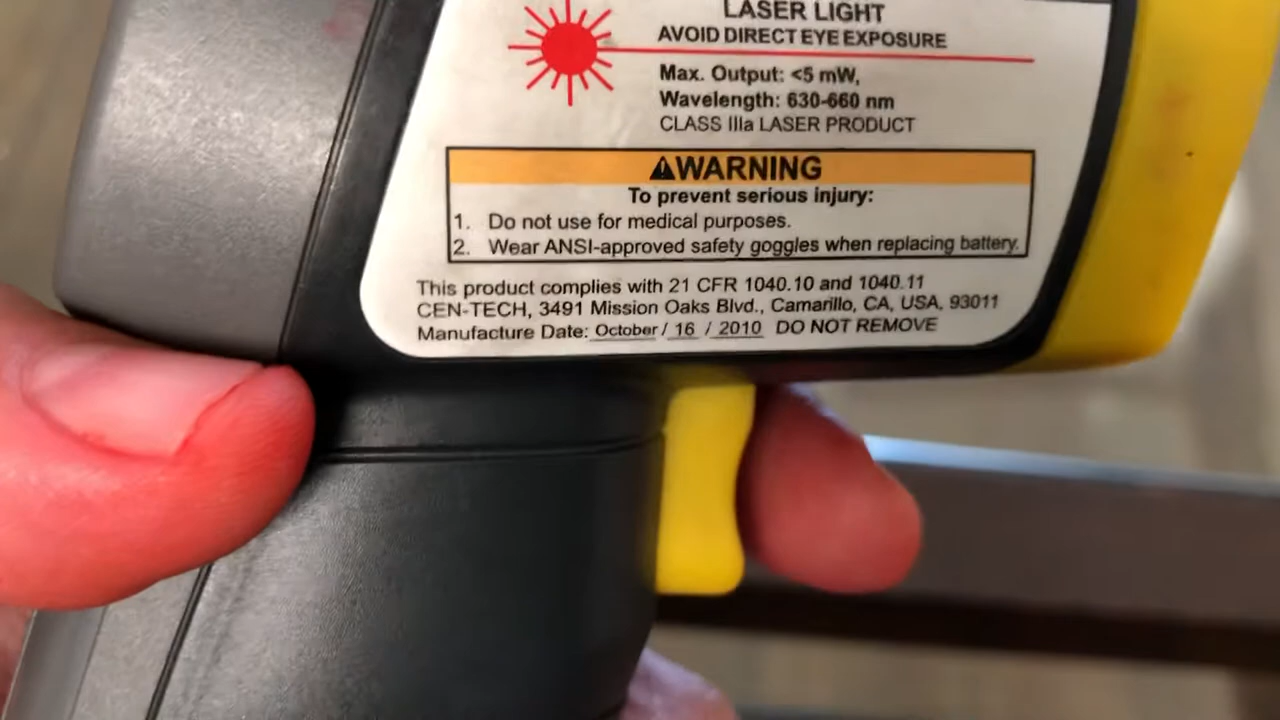 LASER LIGHT
AVOID DIRECT EYE EXPOSURE
Max. Output: <5 mW,
Wavelength: 630-660 nm
CLASS IIIa LASER PRODUCT
WARNING
To prevent serious injury:
1. Do not use for medical purposes.
2. Wear ANSI-approved safety goggles when replacing battery.
This product complies with 21 CFR 1040.10 and 1040.11
CEN-TECH, 3491 Mission Oaks Blvd., Camarillo, CA, USA, 93011
Manufacture Date: October / 16 / 2010 DO NOT REMOVE